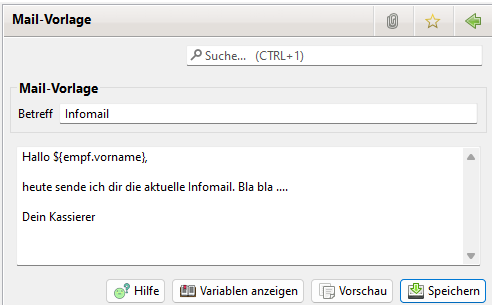 Mail-Vorlage
Suche... (CTRL+1)
Mail-Vorlage
Betreff Infomail
Hallo ${empf.vorname},
heute sende ich dir die aktuelle Infomail. Bla bla ....
Dein Kassierer
Hilfe Variablen anzeigen Vorschau Speichern